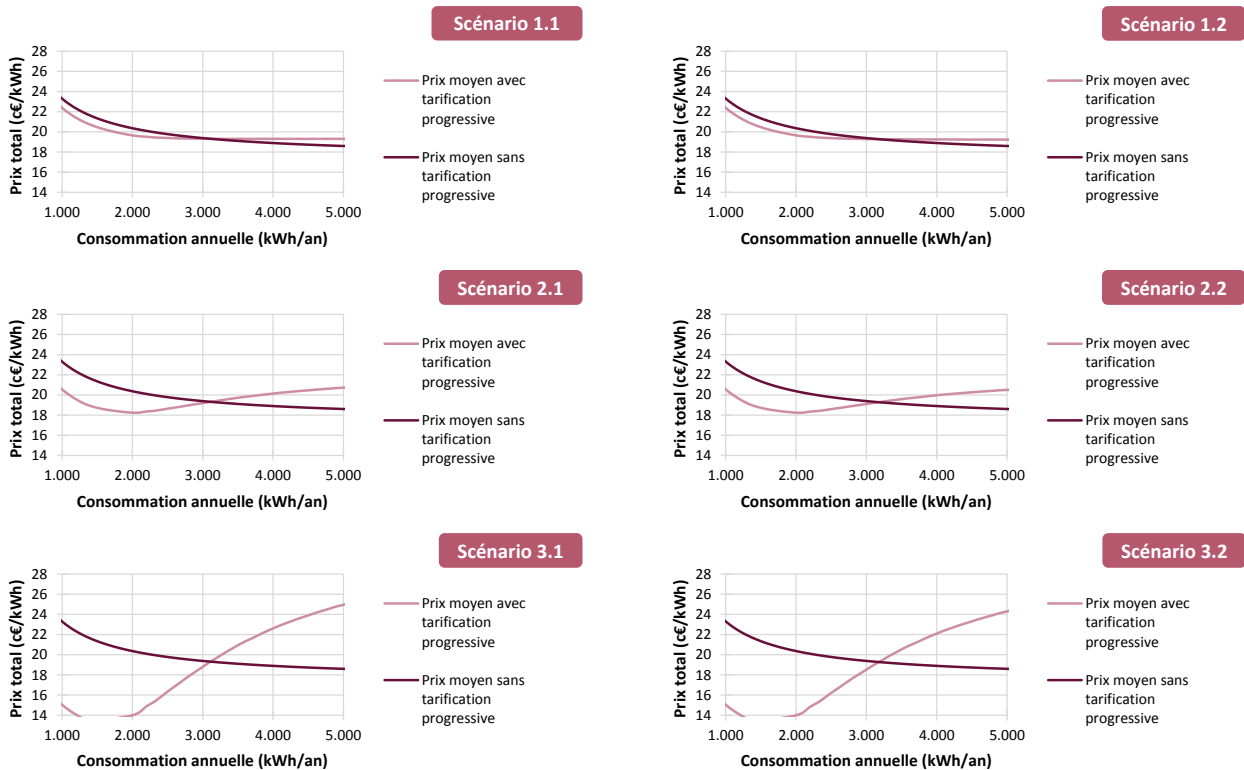 Scénario 1.1
Prix total (c€/kWh)
28
26
24
22
20
18
16
14
1.000 2.000 3.000 4.000 5.000
Consommation annuelle (kWh/an)
Prix moyen avec
tarification
progressive
Prix moyen sans
tarification
progressive
Scénario 1.2
Prix total (c€/kWh)
28
26
24
22
20
18
16
14
1.000 2.000 3.000 4.000 5.000
Consommation annuelle (kWh/an)
Prix moyen avec
tarification
progressive
Prix moyen sans
tarification
progressive
Scénario 2.1
Prix total (c€/kWh)
28
26
24
22
20
18
16
14
1.000 2.000 3.000 4.000 5.000
Consommation annuelle (kWh/an)
Prix moyen avec
tarification
progressive
Prix moyen sans
tarification
progressive
Scénario 2.2
Prix total (c€/kWh)
28
26
24
22
20
18
16
14
1.000 2.000 3.000 4.000 5.000
Consommation annuelle (kWh/an)
Prix moyen avec
tarification
progressive
Prix moyen sans
tarification
progressive
Scénario 3.1
Prix total (c€/kWh)
28
26
24
22
20
18
16
14
1.000 2.000 3.000 4.000 5.000
Consommation annuelle (kWh/an)
Prix moyen avec
tarification
progressive
Prix moyen sans
tarification
progressive
Scénario 3.2
Prix total (c€/kWh)
28
26
24
22
20
18
16
14
1.000 2.000 3.000 4.000 5.000
Consommation annuelle (kWh/an)
Prix moyen avec
tarification
progressive
Prix moyen sans
tarification
progressive